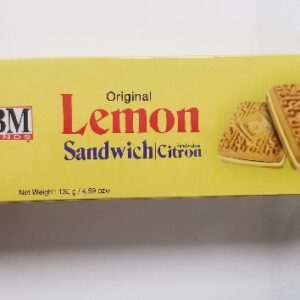 Original
BM
Lemon
Sandwich|Citron
Net Weight: 130 g / 4.59 oz e